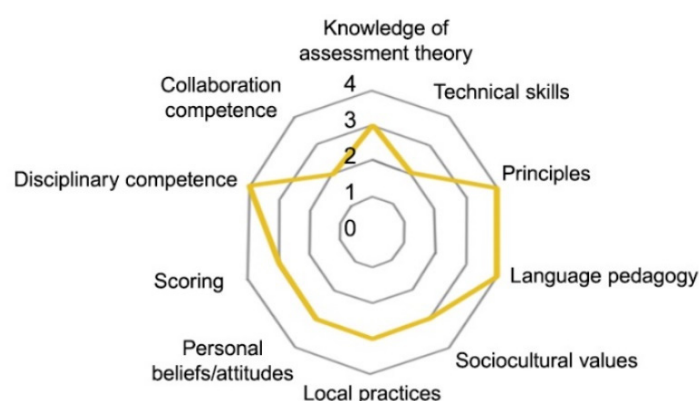 Knowledge of
assessment theory
Technical skills
Principles
Language pedagogy
Sociocultural values
Local practices
Personal
beliefs/attitudes
Scoring
Disciplinary competence
Collaboration
competence
4
3
2
1
0